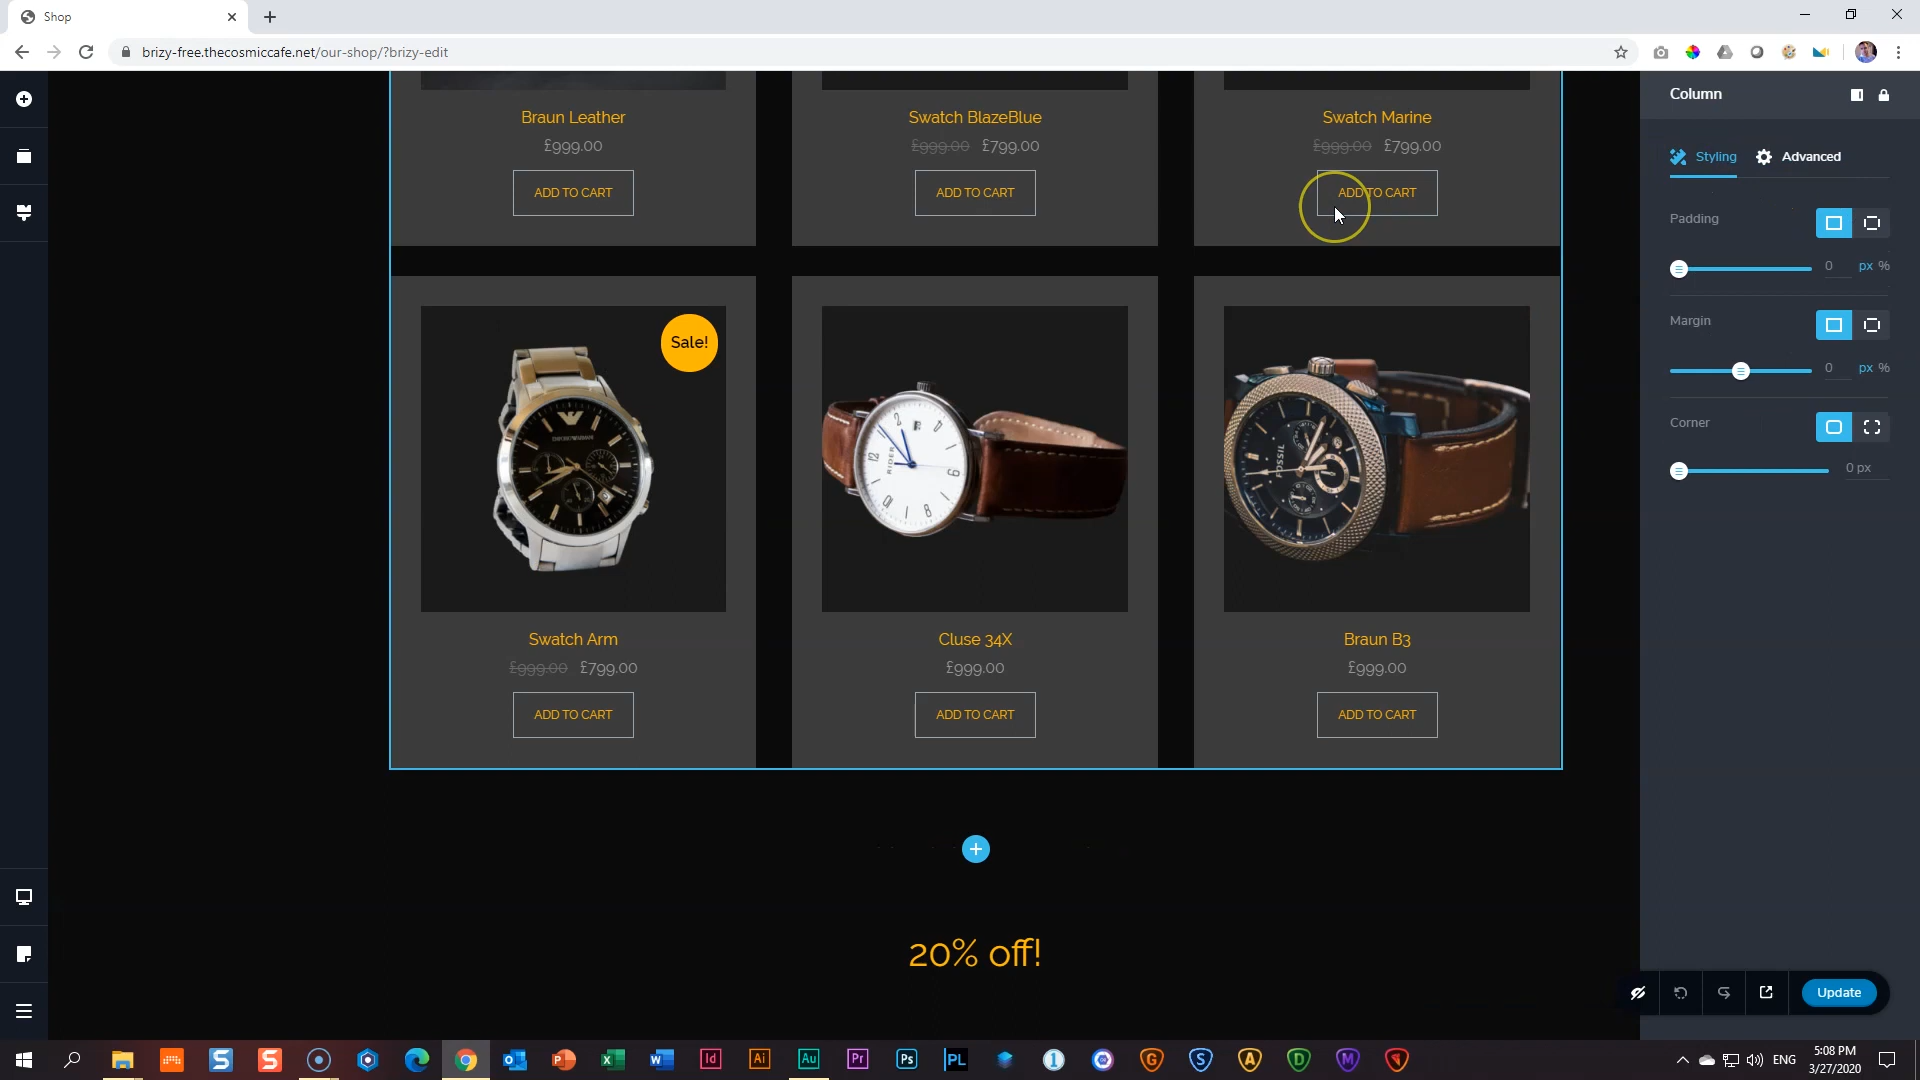 Shop
brizy-free.thecosmiccafe.net/our-shop/?brizy-edit
Column
Styling
Advanced
Padding
0
px %
Margin
0
px %
Corner
0 px
Braun Leather
£999.00
ADD TO CART
Swatch BlazeBlue
£999.00 £799.00
ADD TO CART
Swatch Marine
£999.00 £799.00
ADD TO CART
Sale!
EMPORIO ARMANI
RIDER
FOSSIL
Swatch Arm
£999.00 £799.00
ADD TO CART
Cluse 34X
£999.00
ADD TO CART
Braun B3
£999.00
ADD TO CART
20% off!
Update
ENG
5:08 PM
3/27/2020